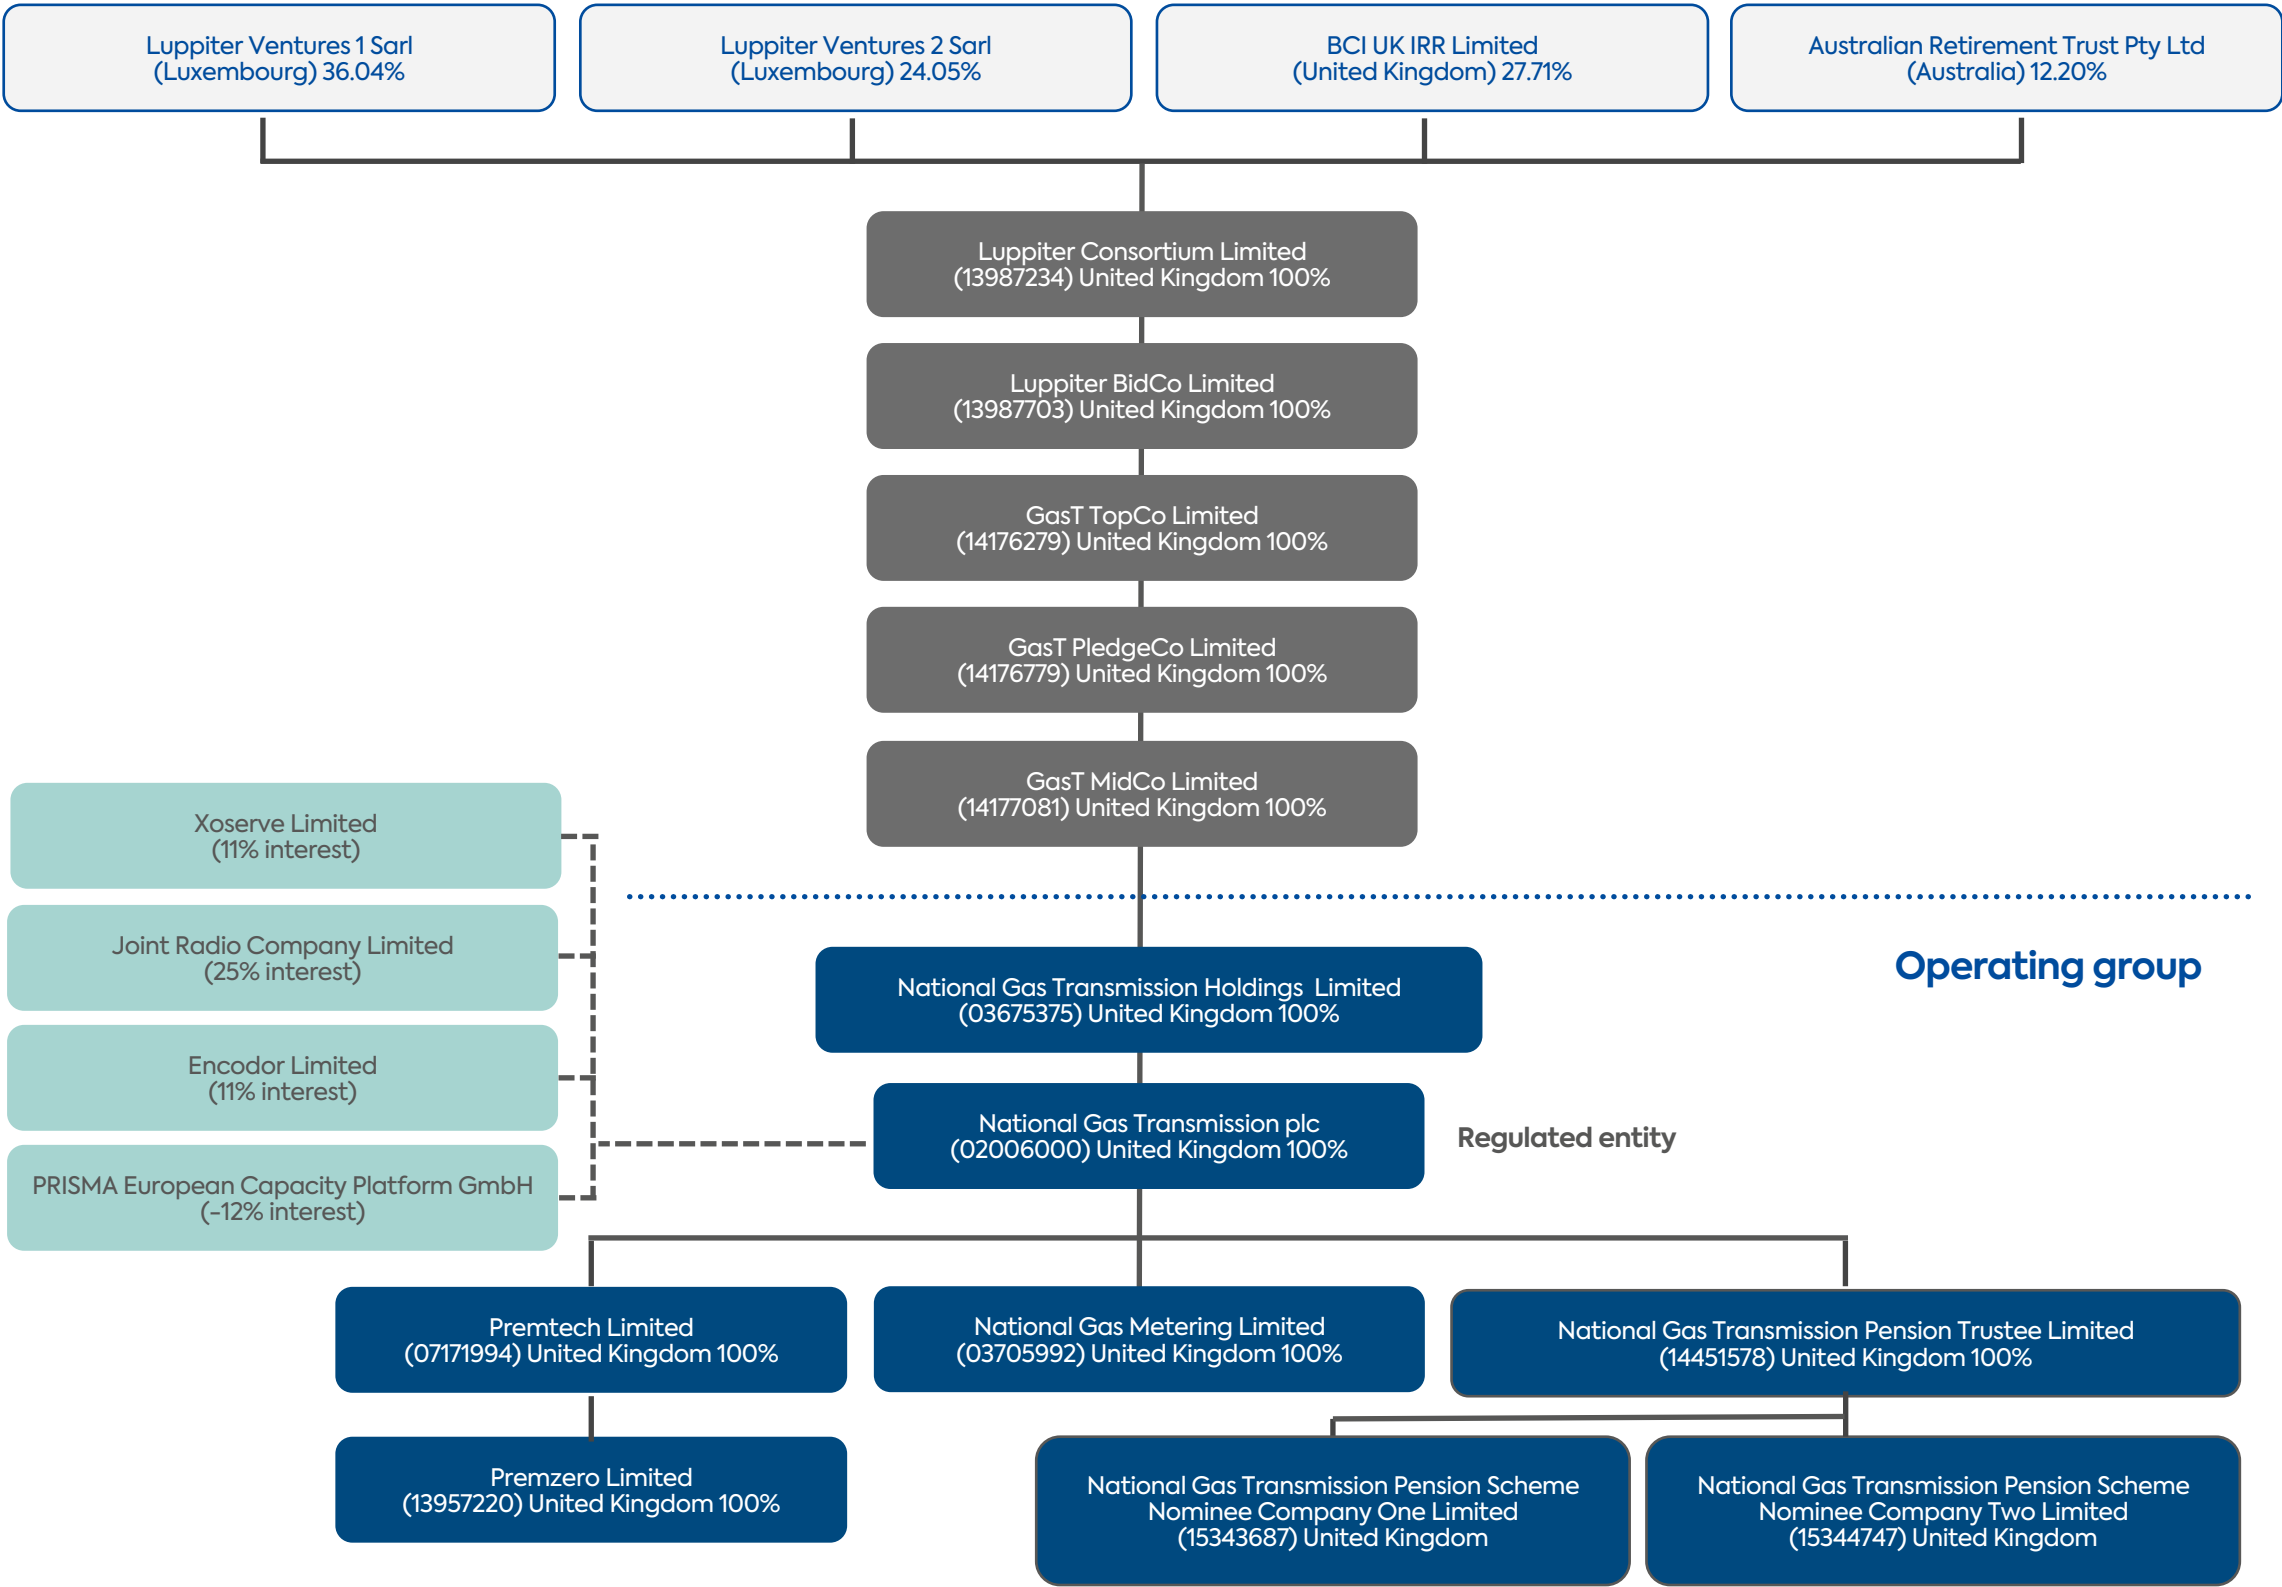 Luppiter Ventures 1 Sarl
(Luxembourg) 36.04%
Luppiter Ventures 2 Sarl
(Luxembourg) 24.05%
BCI UK IRR Limited
(United Kingdom) 27.71%
Australian Retirement Trust Pty Ltd
(Australia) 12.20%
Luppiter Consortium Limited
(13987234) United Kingdom 100%
Luppiter BidCo Limited
(13987703) United Kingdom 100%
GasT TopCo Limited
(14176279) United Kingdom 100%
GasT PledgeCo Limited
(14176779) United Kingdom 100%
GasT MidCo Limited
(14177081) United Kingdom 100%
Xoserve Limited
(11% interest)
Joint Radio Company Limited
(25% interest)
Encodor Limited
(11% interest)
PRISMA European Capacity Platform GmbH
(-12% interest)
Operating group
National Gas Transmission Holdings Limited
(03675375) United Kingdom 100%
National Gas Transmission plc
(02006000) United Kingdom 100%
Regulated entity
Premtech Limited
(07171994) United Kingdom 100%
National Gas Metering Limited
(03705992) United Kingdom 100%
National Gas Transmission Pension Trustee Limited
(14451578) United Kingdom 100%
Premzero Limited
(13957220) United Kingdom 100%
National Gas Transmission Pension Scheme
Nominee Company One Limited
(15343687) United Kingdom
National Gas Transmission Pension Scheme
Nominee Company Two Limited
(15344747) United Kingdom